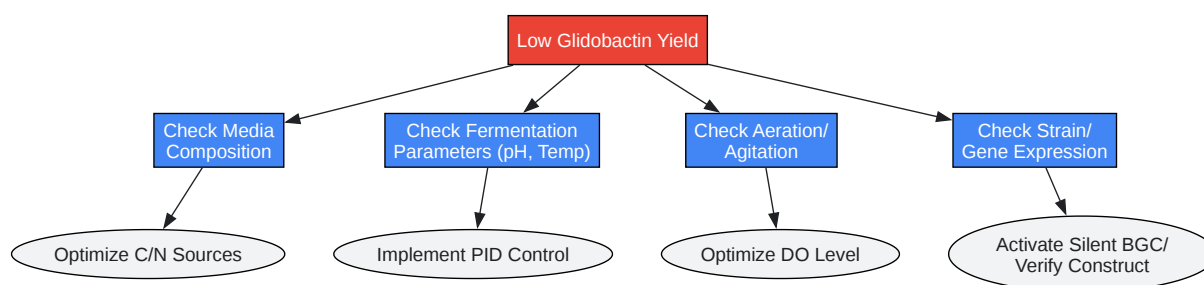 Low Glidobactin Yield
Check Media
Composition
Check Fermentation
Parameters (pH, Temp)
Check Aeration/
Agitation
Check Strain/
Gene Expression
Optimize C/N Sources
Implement PID Control
Optimize DO Level
Activate Silent BGC/
Verify Construct